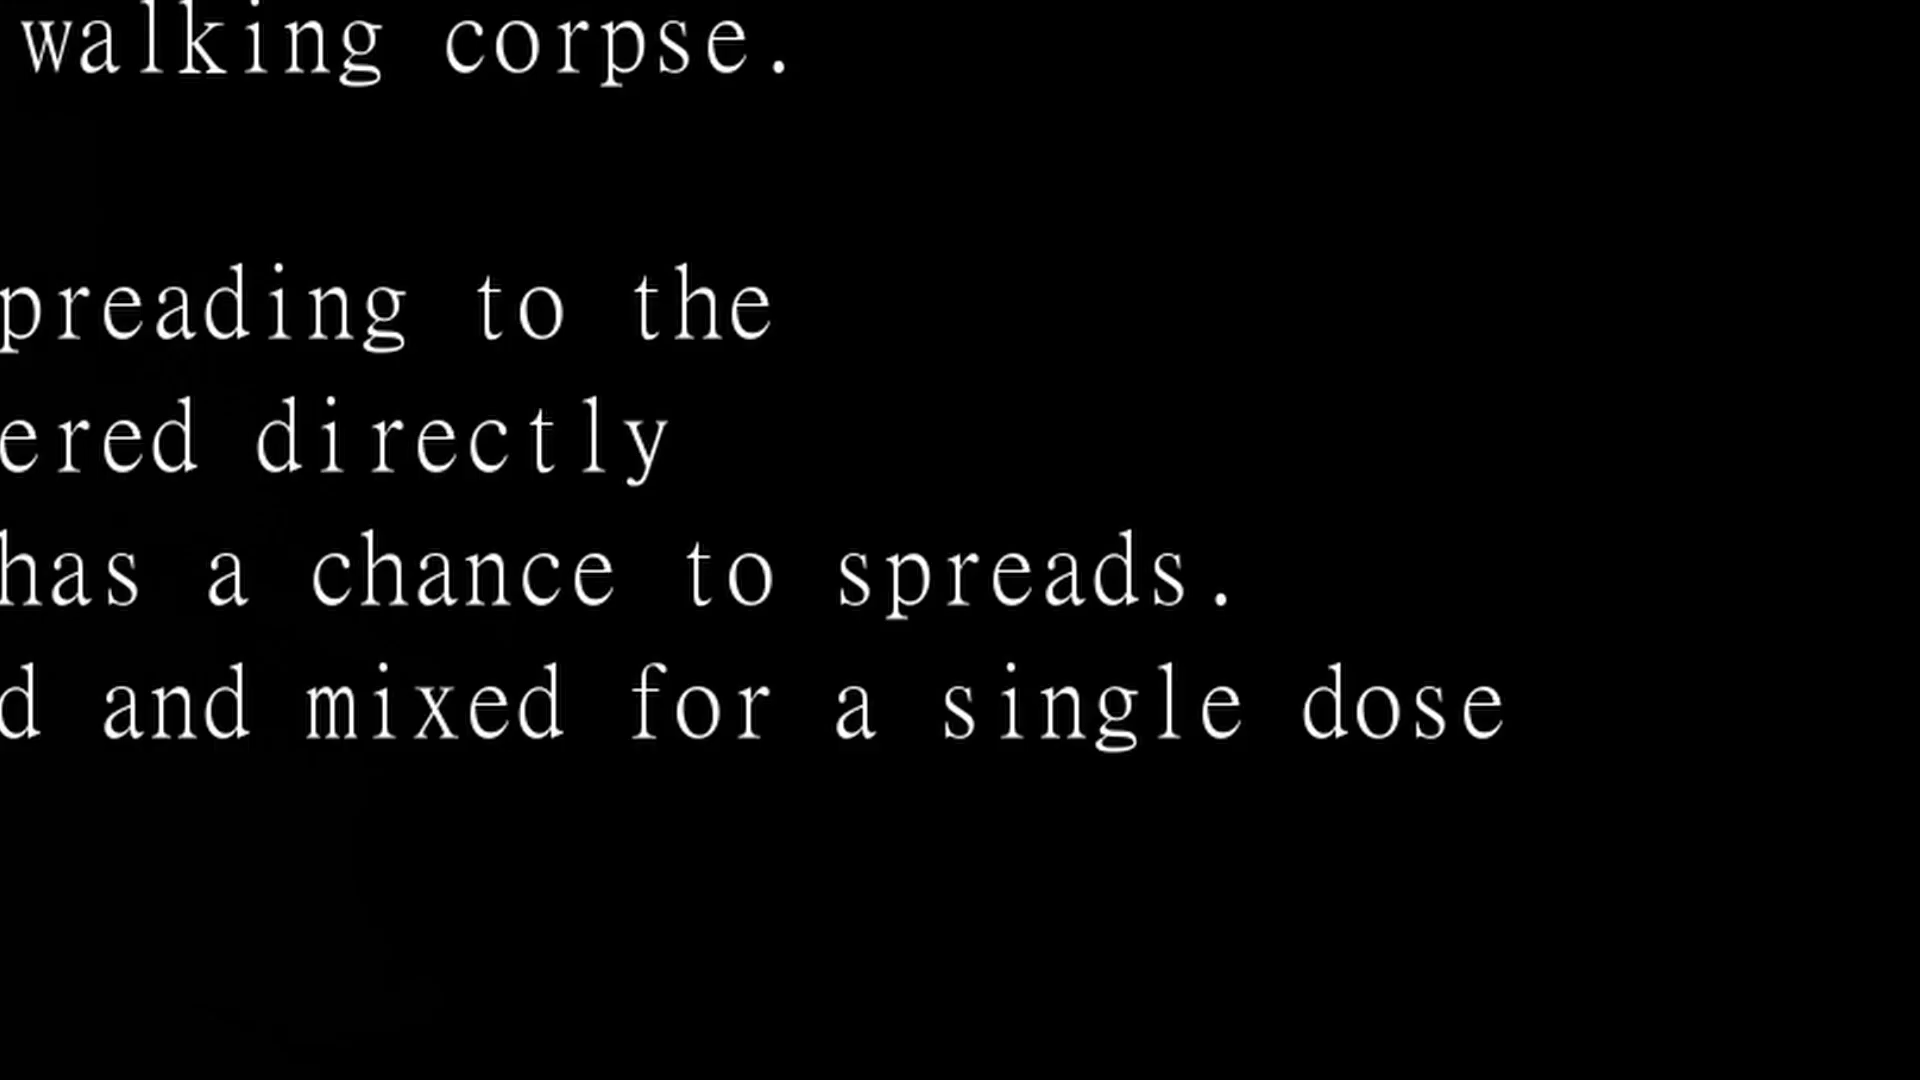 walking corpse.
preading to the
ered directly
has a chance to spreads.
d and mixed for a single dose